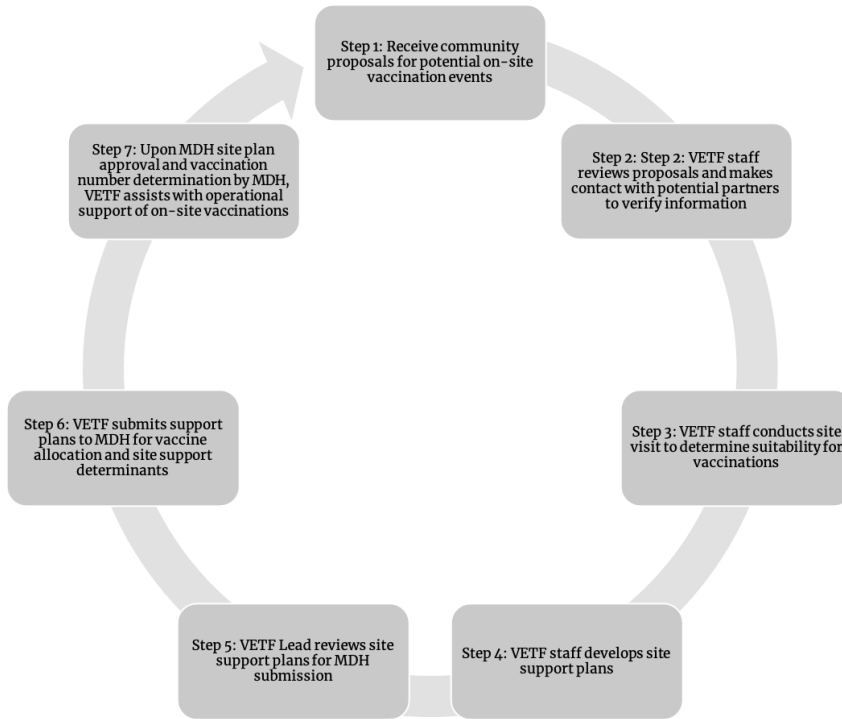 Step 1: Receive community
proposals for potential on-site
vaccination events
Step 2: Step 2: VETF staff
reviews proposals and makes
contact with potential partners
to verify information
Step 3: VETF staff conducts site
visit to determine suitability for
vaccinations
Step 4: VETF staff develops site
support plans
Step 5: VETF Lead reviews site
support plans for MDH
submission
Step 6: VETF submits support
plans to MDH for vaccine
allocation and site support
determinants
Step 7: Upon MDH site plan
approval and vaccination
number determination by MDH,
VETF assists with operational
support of on-site vaccinations